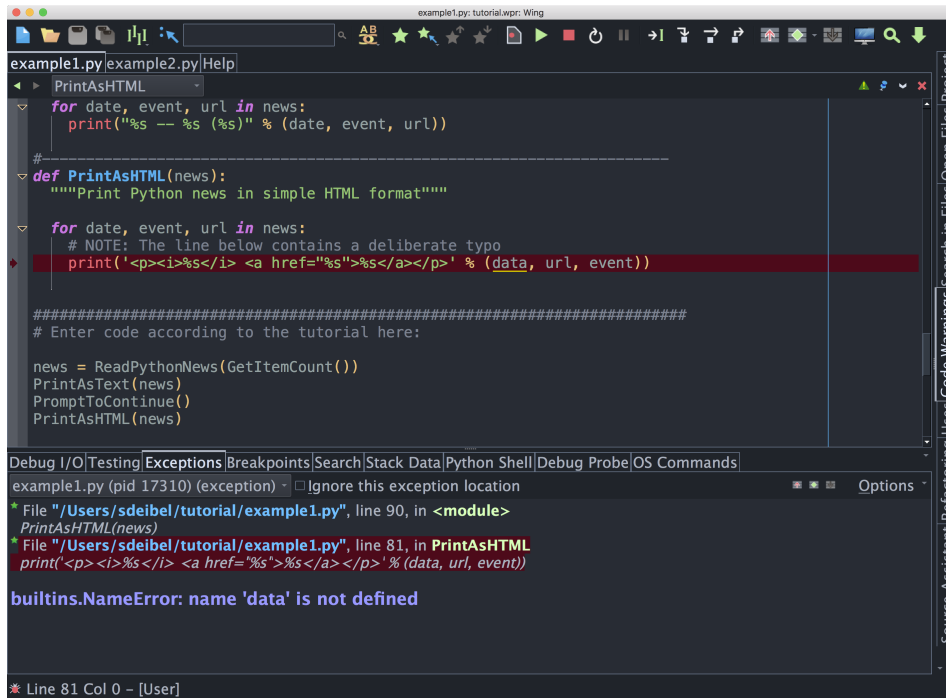 example1.py: tutorial.wpr: Wing
AB
example1.py example2.py Help
PrintAsHTML
for date, event, url in news:
print("%s -- %s (%s)" % (date, event, url))
#-----------------------------------------------------------------------
def PrintAsHTML(news):
"""Print Python news in simple HTML format"""
for date, event, url in news:
# NOTE: The line below contains a deliberate typo
print('<p><i>%s</i> <a href="%s">%s</a></p>' % (data, url, event))
##########################################################################
# Enter code according to the tutorial here:
news = ReadPythonNews(GetItemCount())
PrintAsText(news)
PromptToContinue()
PrintAsHTML(news)
Code Warnings
Debug I/O Testing Exceptions Breakpoints Search Stack Data Python Shell Debug Probe OS Commands
example1.py (pid 17310) (exception) Ignore this exception location Options
File "/Users/sdeibel/tutorial/example1.py", line 90, in <module>
PrintAsHTML(news)
File "/Users/sdeibel/tutorial/example1.py", line 81, in PrintAsHTML
print('<p><i>%s</i> <a href="%s">%s</a></p>' % (data, url, event))
builtins.NameError: name 'data' is not defined
Line 81 Col 0 – [User]